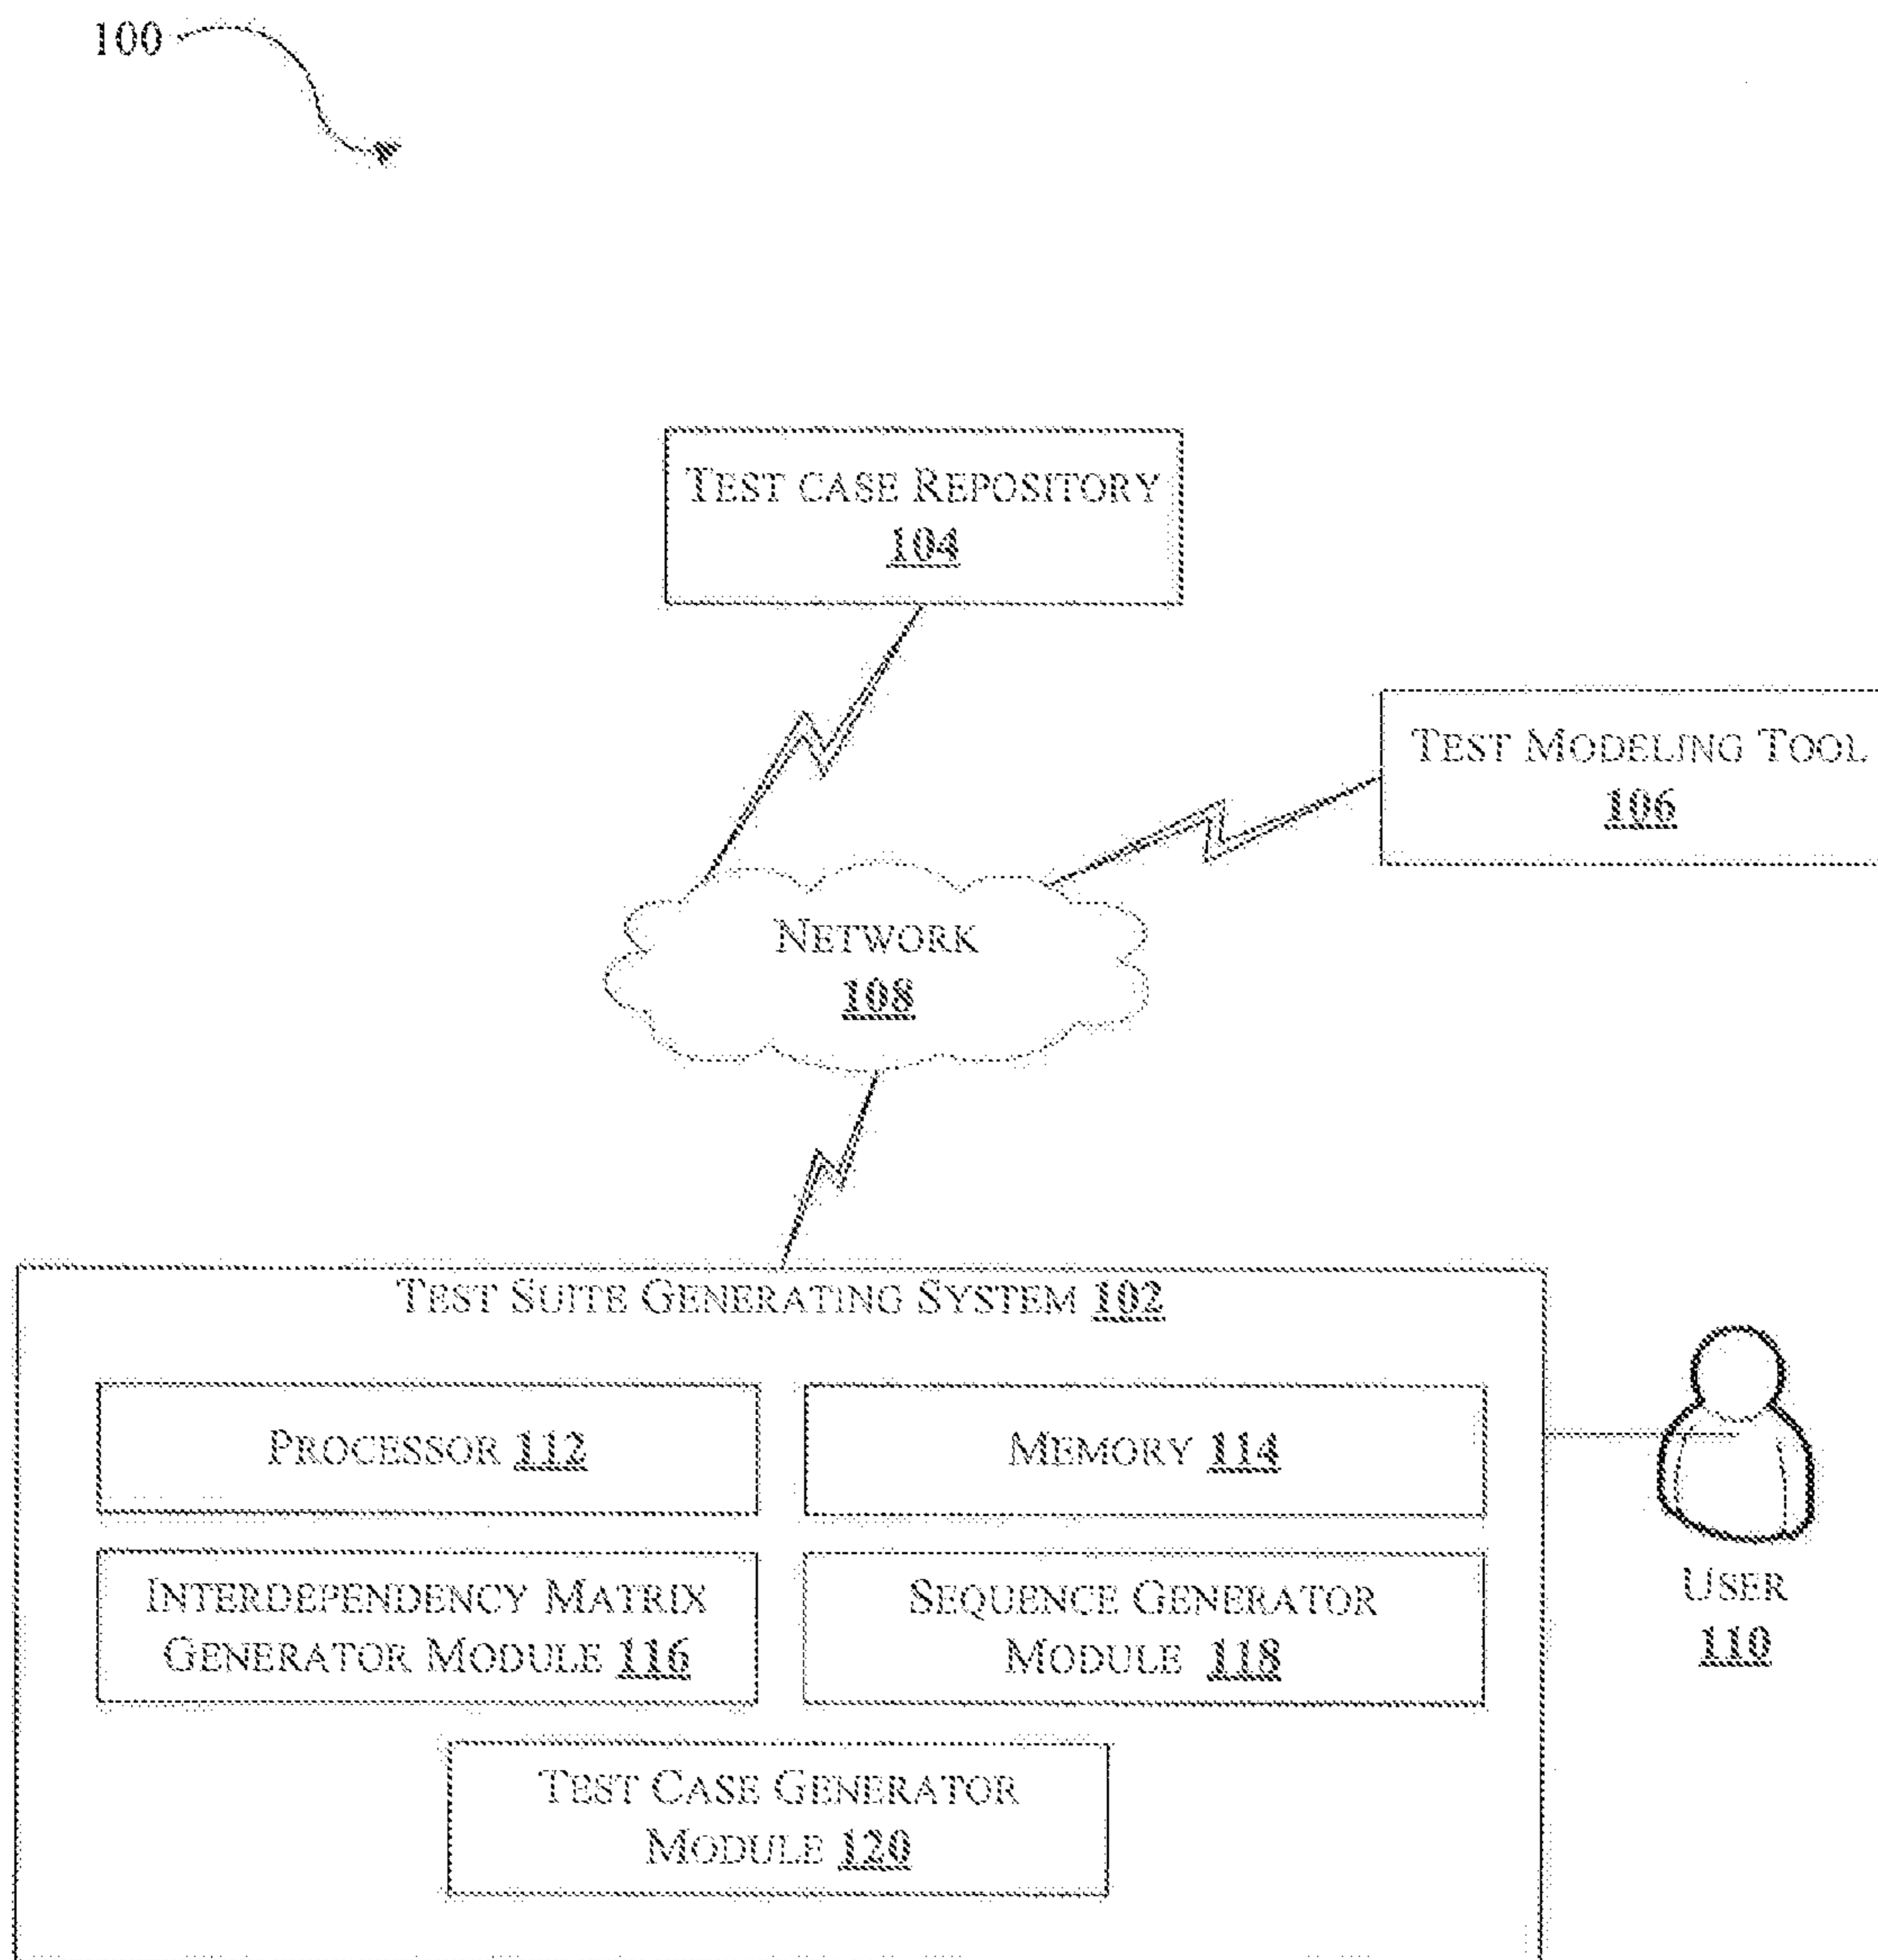 100
TEST CASE REPOSITORY
104
TEST MODELING TOOL
106
NETWORK
108
TEST SUITE GENERATING SYSTEM 102
PROCESSOR 112
MEMORY 114
INTERDEPENDENCY MATRIX
GENERATOR MODULE 116
SEQUENCE GENERATOR
MODULE 118
USER
110
TEST CASE GENERATOR
MODULE 120